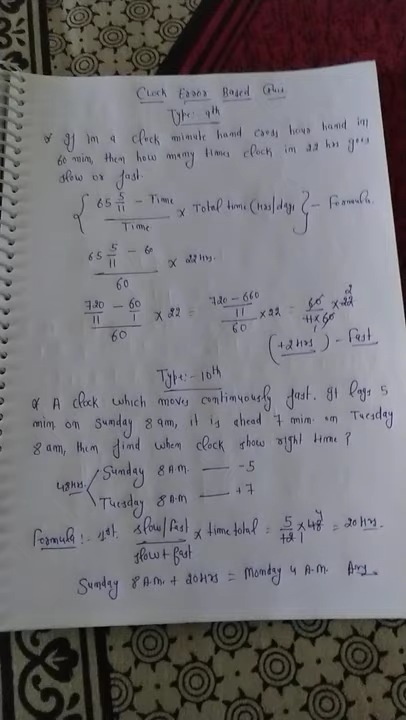 Clock Error Based Ques
Type:- 9th
Q If in a clock minute hand cross hour hand in
60 min, then how many times clock in 22 hrs goes
slow or fast.
{ (65 5/11 - Time)/Time × Total time (hrs/days) } - Formula
(65 5/11 - 60)/60 × 22 hrs.
(720/11 - 60/1)/60 × 22 = ((720-660)/11)/60 × 22 = 60/(11×60) × 22 2
(+2 Hrs) - Fast
Type:- 10th
Q A clock which moves continuously fast. It lags 5
min on Sunday 8 am, it is ahead 7 min. on Tuesday
8 am, then find when clock show right time ?
48 hrs Sunday 8 A.M. — -5
Tuesday 8 A.M — +7
Formula:- 1st. (slow/fast)/(slow+fast) × time total = 5/12 × 48 4 = 20 Hrs.
Sunday 8 A.M. + 20 Hrs = Monday 4 A.M. Ans